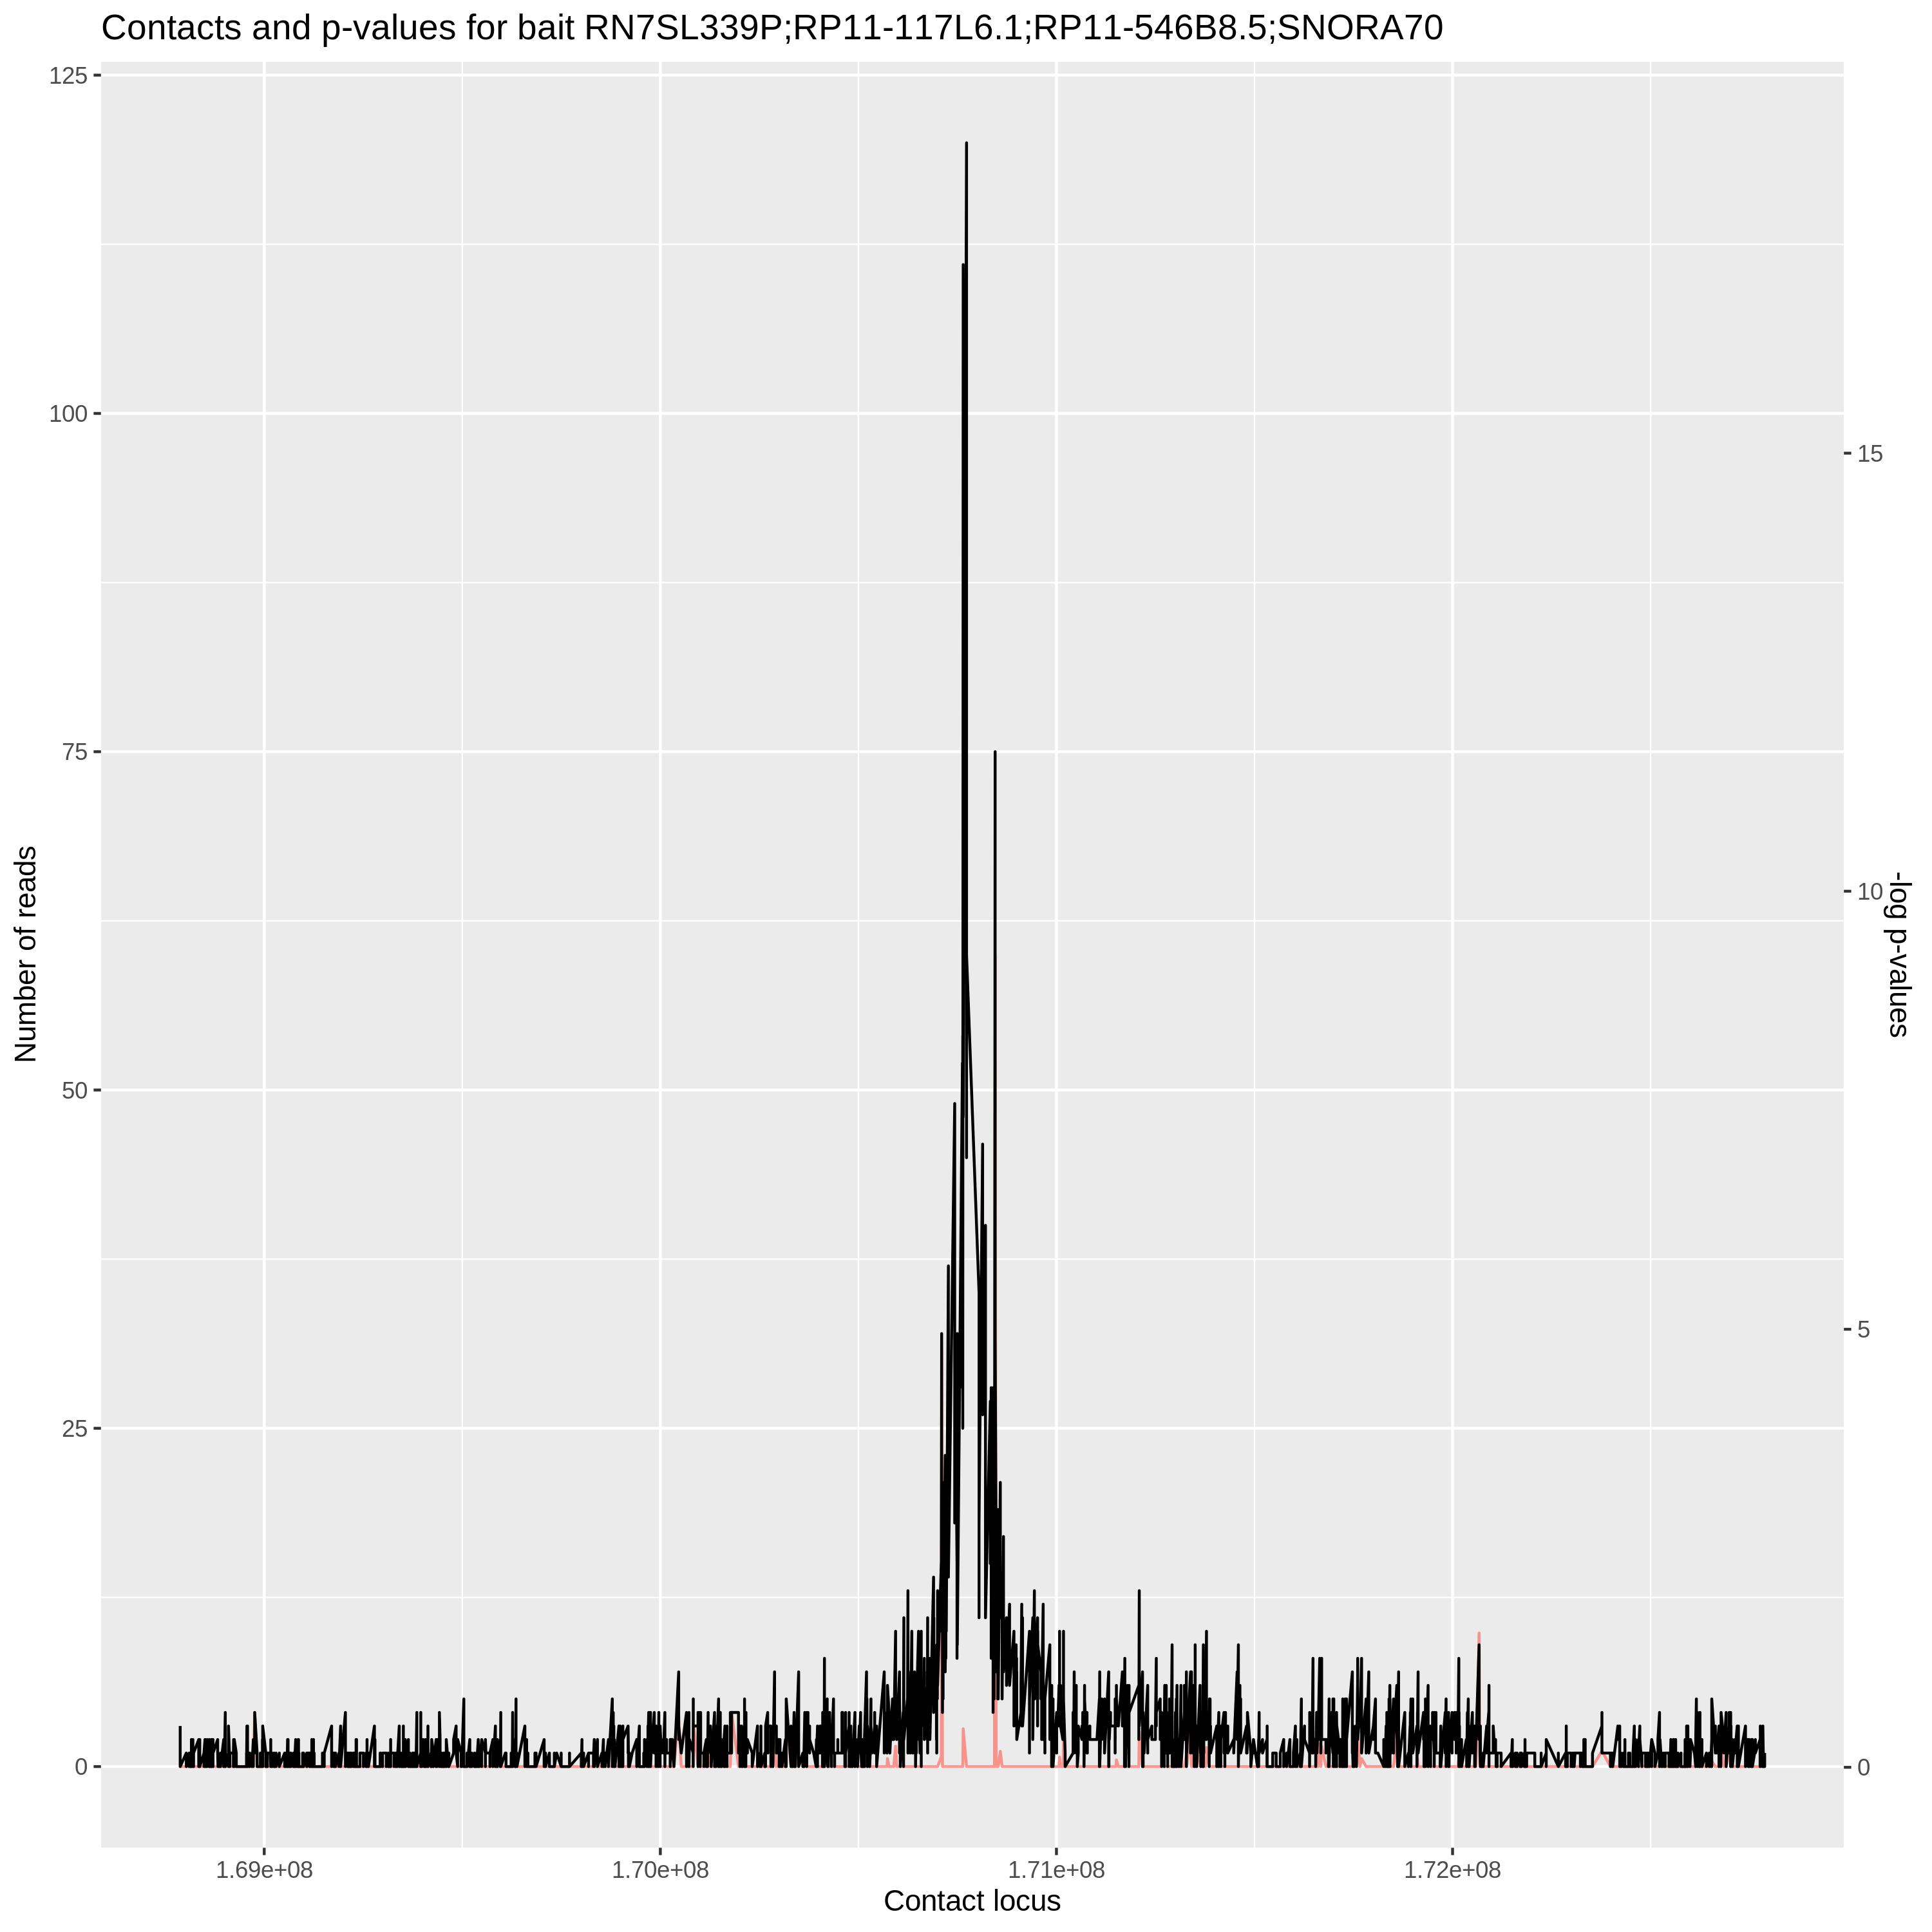 Contacts and p-values for bait RN7SL339P;RP11-117L6.1;RP11-546B8.5;SNORA70
125
100
75
50
25
0
Number of reads
15
10
5
0
-log p-values
1.69e+08
1.70e+08
1.71e+08
1.72e+08
Contact locus